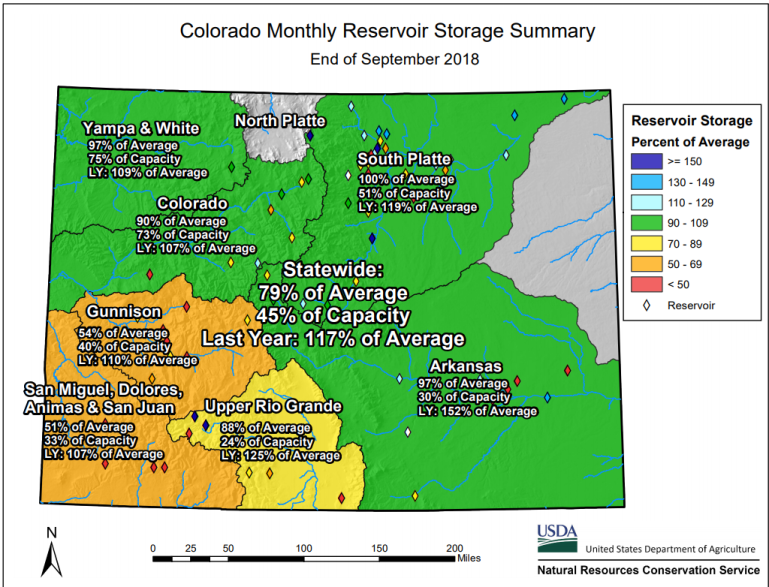 Colorado Monthly Reservoir Storage Summary
End of September 2018
Yampa & White
97% of Average
75% of Capacity
LY: 109% of Average
North Platte
South Platte
100% of Average
51% of Capacity
LY: 119% of Average
Colorado
90% of Average
73% of Capacity
LY: 107% of Average
Statewide:
79% of Average
45% of Capacity
Last Year: 117% of Average
Gunnison
54% of Average
40% of Capacity
LY: 110% of Average
Arkansas
97% of Average
30% of Capacity
LY: 152% of Average
San Miguel, Dolores,
Animas & San Juan
51% of Average
33% of Capacity
LY: 107% of Average
Upper Rio Grande
88% of Average
24% of Capacity
LY: 125% of Average
Reservoir Storage
Percent of Average
>= 150
130 - 149
110 - 129
90 - 109
70 - 89
50 - 69
< 50
Reservoir
N
0 25 50 100 150 200
Miles
USDA
United States Department of Agriculture
Natural Resources Conservation Service